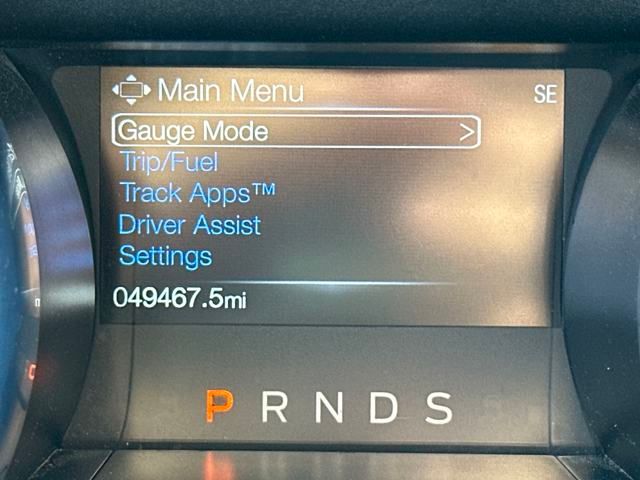 Main Menu
SE
Gauge Mode >
Trip/Fuel
Track Apps™
Driver Assist
Settings
049467.5mi
P R N D S